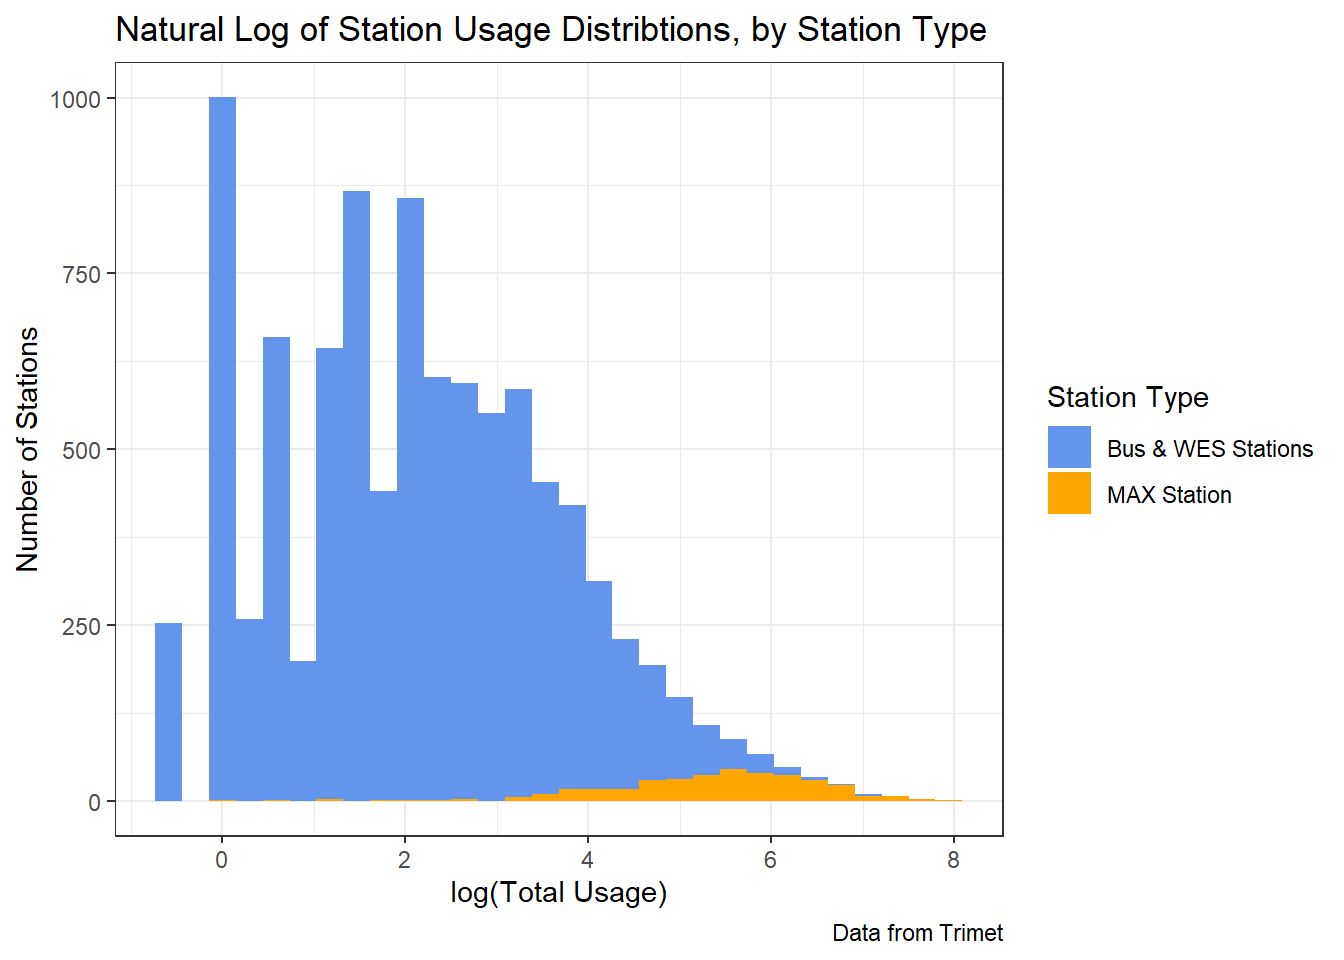 Natural Log of Station Usage Distribtions, by Station Type
1000
750
500
250
0
Number of Stations
0 2 4 6 8
log(Total Usage)
Station Type
Bus & WES Stations
MAX Station
Data from Trimet